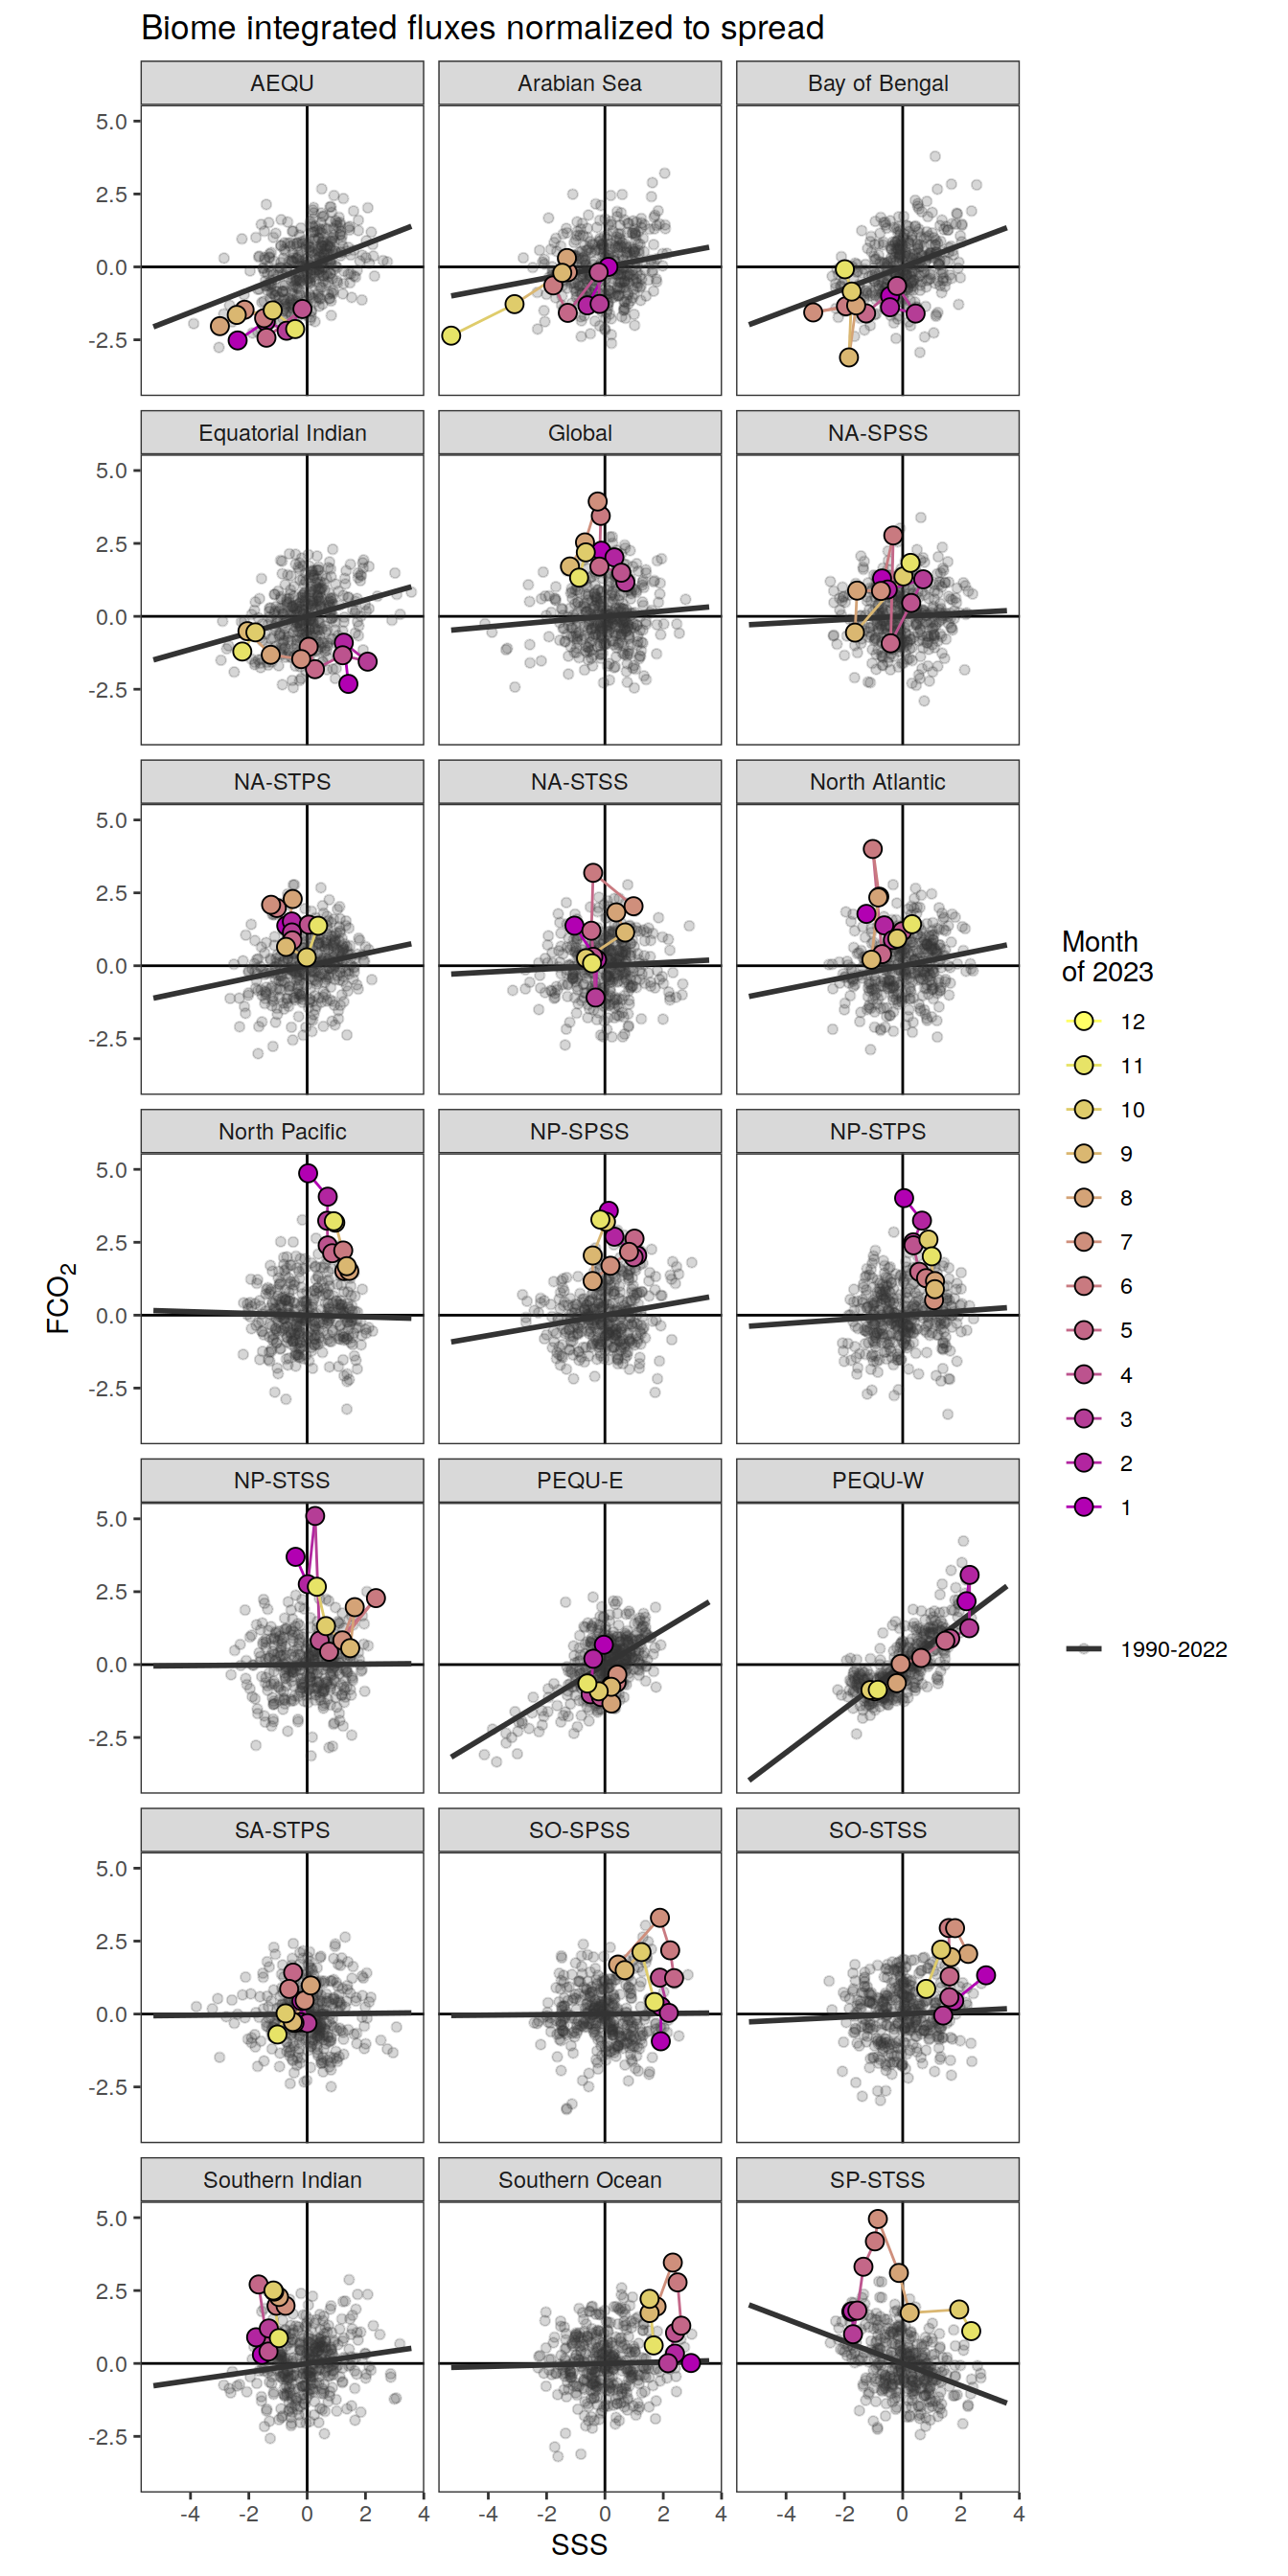 Biome integrated fluxes normalized to spread
AEQU
Arabian Sea
Bay of Bengal
5.0
2.5
0.0
-2.5
Equatorial Indian
Global
NA-SPSS
5.0
2.5
0.0
-2.5
NA-STPS
NA-STSS
North Atlantic
5.0
2.5
0.0
-2.5
North Pacific
NP-SPSS
NP-STPS
5.0
2.5
0.0
-2.5
NP-STSS
PEQU-E
PEQU-W
5.0
2.5
0.0
-2.5
SA-STPS
SO-SPSS
SO-STSS
5.0
2.5
0.0
-2.5
Southern Indian
Southern Ocean
SP-STSS
5.0
2.5
0.0
-2.5
-4 -2 0 2 4
-4 -2 0 2 4
-4 -2 0 2 4
SSS
FCO₂
Month
of 2023
12
11
10
9
8
7
6
5
4
3
2
1
1990-2022